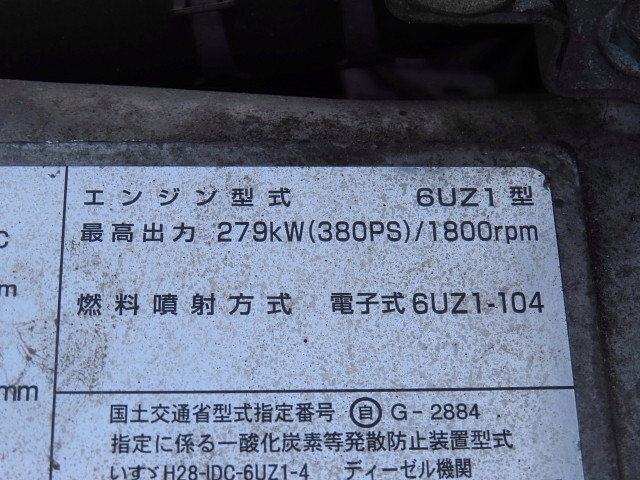 エンジン型式 6UZ1型
最高出力 279kW(380PS)/1800rpm
m
燃料噴射方式 電子式 6UZ1-104
mm
国土交通省型式指定番号 ㊀自 G-2884
指定に係る一酸化炭素等発散防止装置型式
いすゞH28-IDC-6UZ1-4 ディーゼル機関